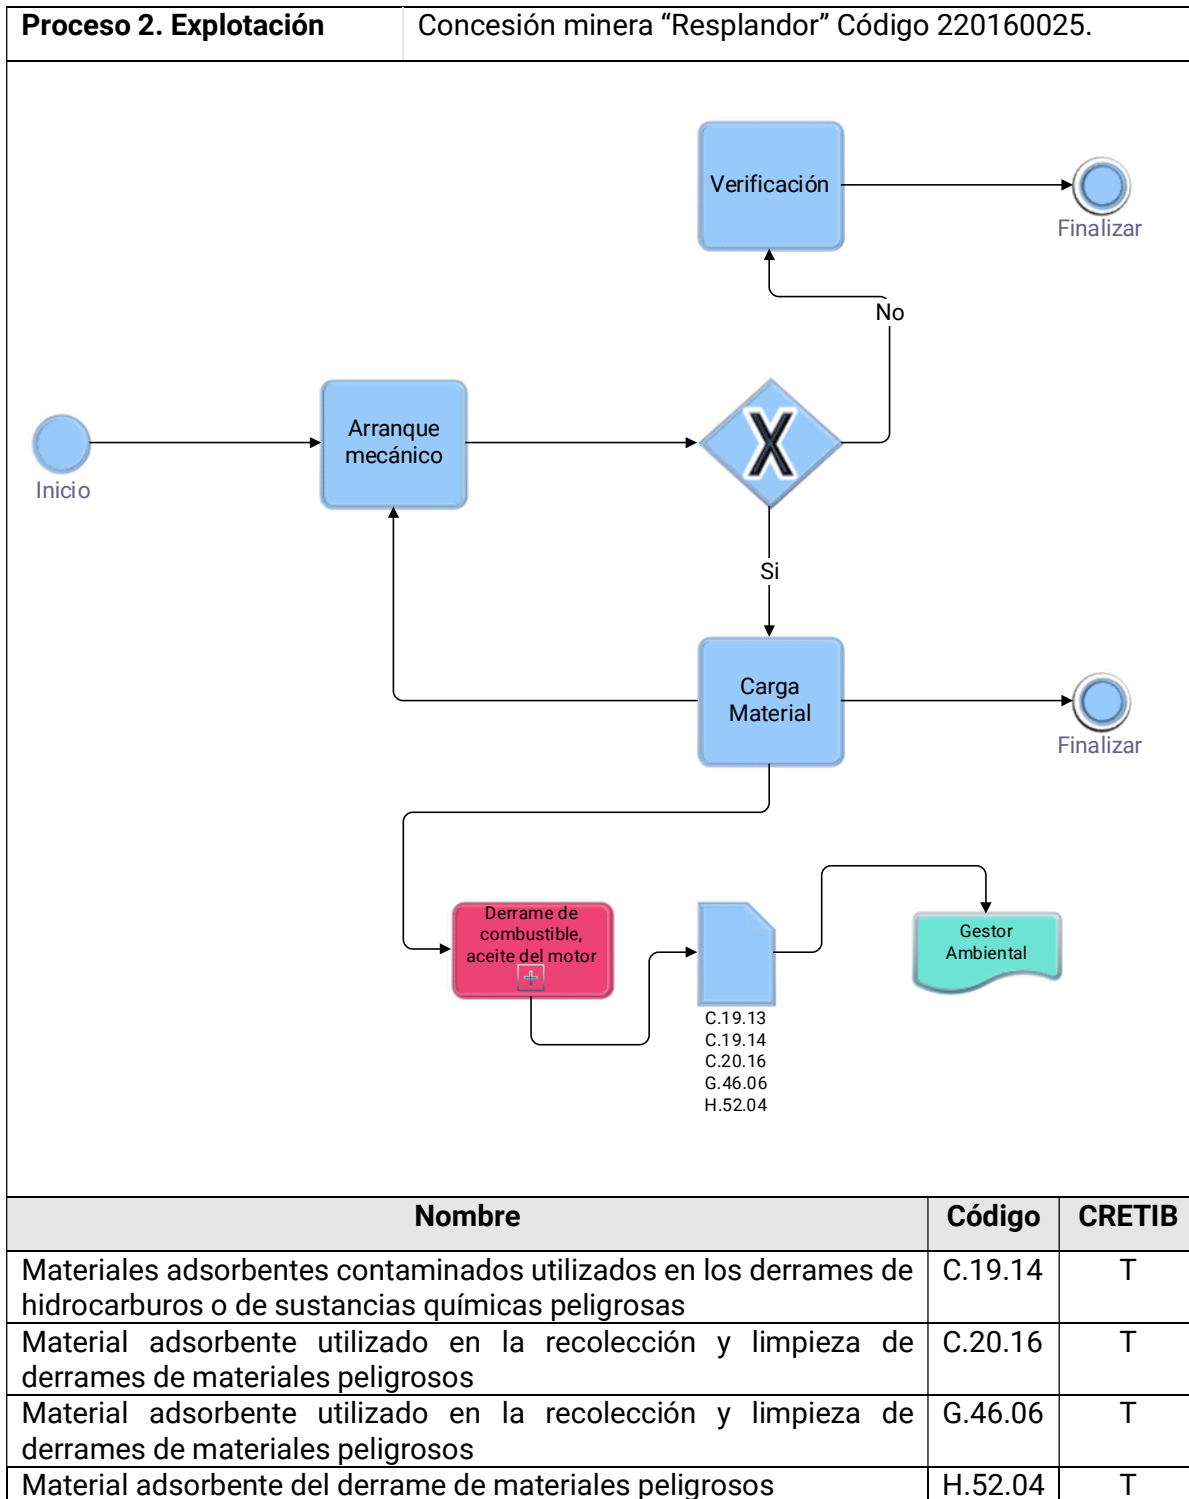 Proceso 2. Explotación
Concesión minera “Resplandor” Código 220160025.
Verificación
Finalizar
No
Arranque
mecánico
Inicio
Si
Carga
Material
Finalizar
Derrame de
combustible,
aceite del motor
Gestor
Ambiental
C.19.13
C.19.14
C.20.16
G.46.06
H.52.04
Nombre
Código
CRETIB
Materiales adsorbentes contaminados utilizados en los derrames de
hidrocarburos o de sustancias químicas peligrosas
C.19.14
T
Material adsorbente utilizado en la recolección y limpieza de
derrames de materiales peligrosos
C.20.16
T
Material adsorbente utilizado en la recolección y limpieza de
derrames de materiales peligrosos
G.46.06
T
Material adsorbente del derrame de materiales peligrosos
H.52.04
T